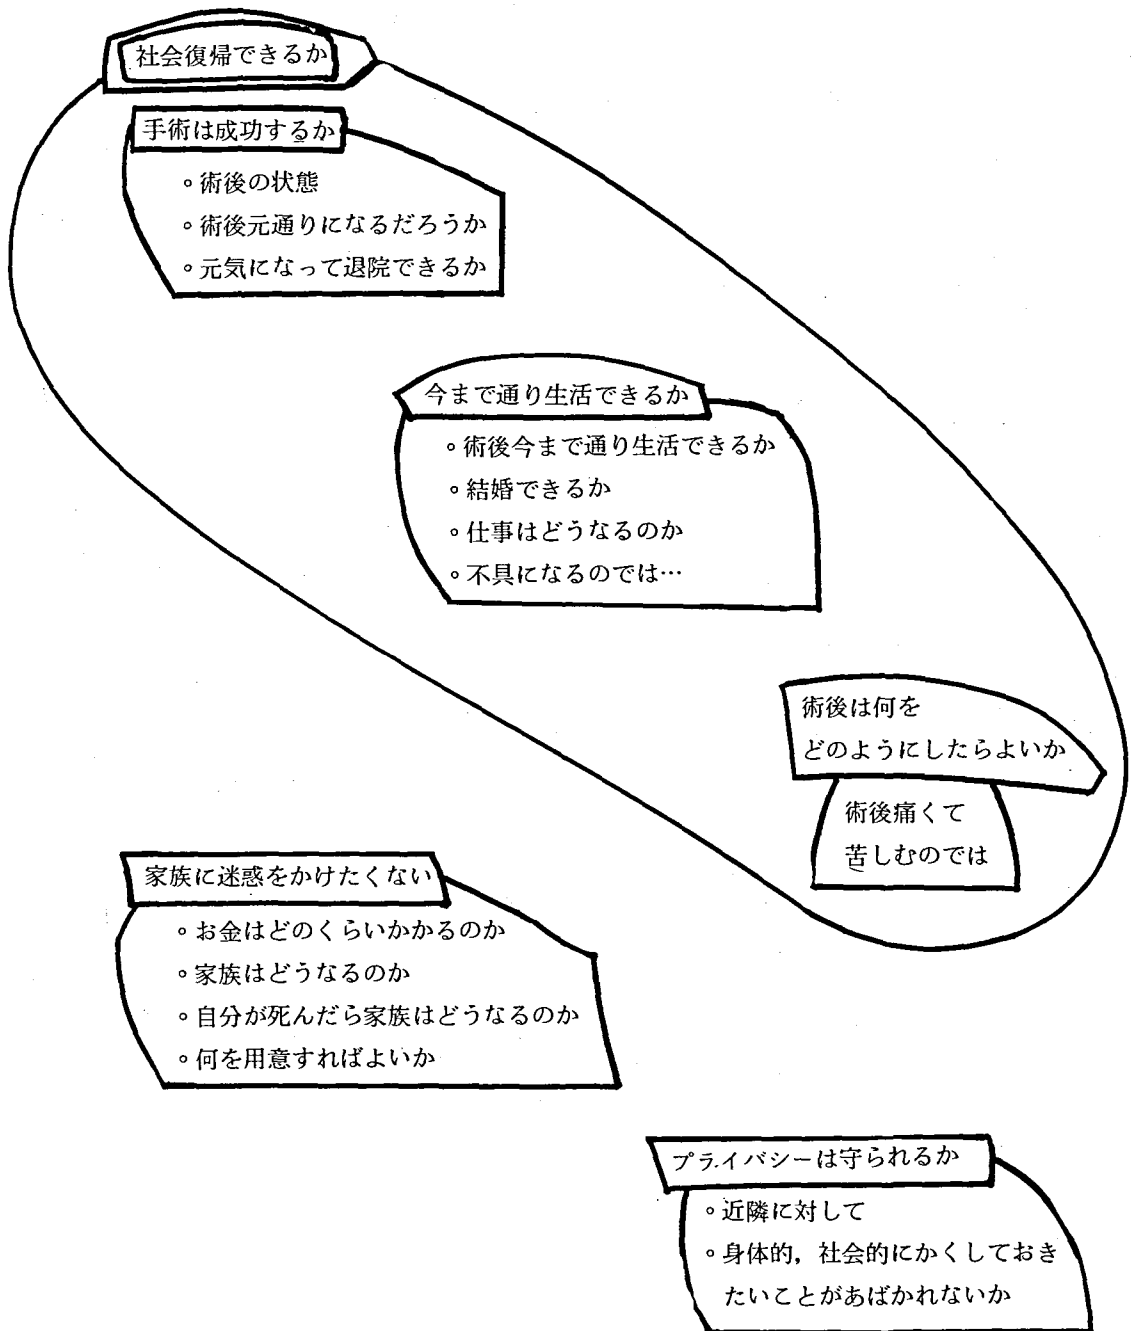 社会復帰できるか
手術は成功するか
。術後の状態
。術後元通りになるだろうか
。元気になって退院できるか
今まで通り生活できるか
。術後今まで通り生活できるか
。結婚できるか
。仕事はどうなるのか
。不具になるのでは…
術後は何を
どのようにしたらよいか
術後痛くて
苦しむのでは
家族に迷惑をかけたくない
。お金はどのくらいかかるのか
。家族はどうなるのか
。自分が死んだら家族はどうなるのか
。何を用意すればよいか
プライバシーは守られるか
。近隣に対して
。身体的，社会的にかくしておき
たいことがあばかれないか